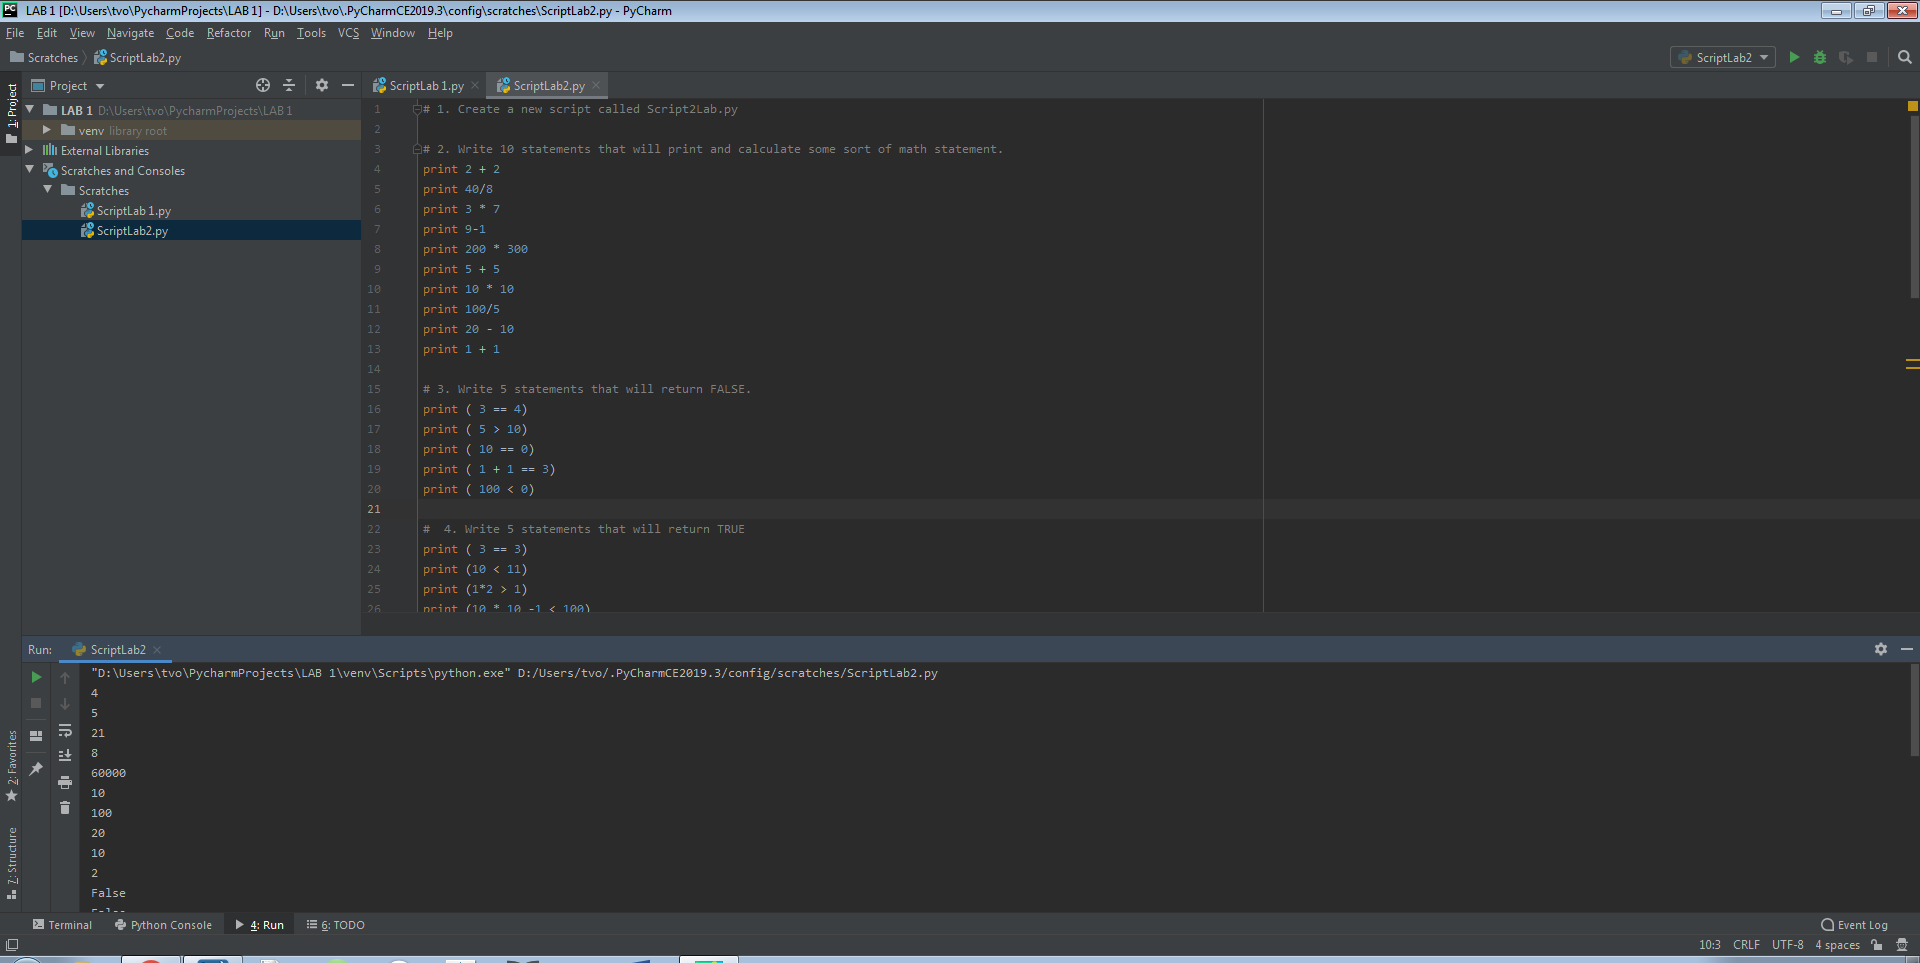 LAB 1 [D:\Users\tvo\PycharmProjects\LAB 1] - D:\Users\tvo\.PyCharmCE2019.3\config\scratches\ScriptLab2.py - PyCharm
File Edit View Navigate Code Refactor Run Tools VCS Window Help
Scratches ScriptLab2.py
ScriptLab2
Project
ScriptLab 1.py
ScriptLab2.py
1: Project
LAB 1 D:\Users\tvo\PycharmProjects\LAB 1
venv library root
External Libraries
Scratches and Consoles
Scratches
ScriptLab 1.py
ScriptLab2.py
1 # 1. Create a new script called Script2Lab.py
2
3 # 2. Write 10 statements that will print and calculate some sort of math statement.
4 print 2 + 2
5 print 40/8
6 print 3 * 7
7 print 9-1
8 print 200 * 300
9 print 5 + 5
10 print 10 * 10
11 print 100/5
12 print 20 - 10
13 print 1 + 1
14
15 # 3. Write 5 statements that will return FALSE.
16 print ( 3 == 4)
17 print ( 5 > 10)
18 print ( 10 == 0)
19 print ( 1 + 1 == 3)
20 print ( 100 < 0)
21
22 #  4. Write 5 statements that will return TRUE
23 print ( 3 == 3)
24 print (10 < 11)
25 print (1*2 > 1)
26 print (10 * 10 -1 < 100)
Run: ScriptLab2
"D:\Users\tvo\PycharmProjects\LAB 1\venv\Scripts\python.exe" D:/Users/tvo/.PyCharmCE2019.3/config/scratches/ScriptLab2.py
4
5
21
8
60000
10
100
20
10
2
False
False
2: Favorites
7: Structure
Terminal Python Console 4: Run 6: TODO Event Log
10:3 CRLF UTF-8 4 spaces